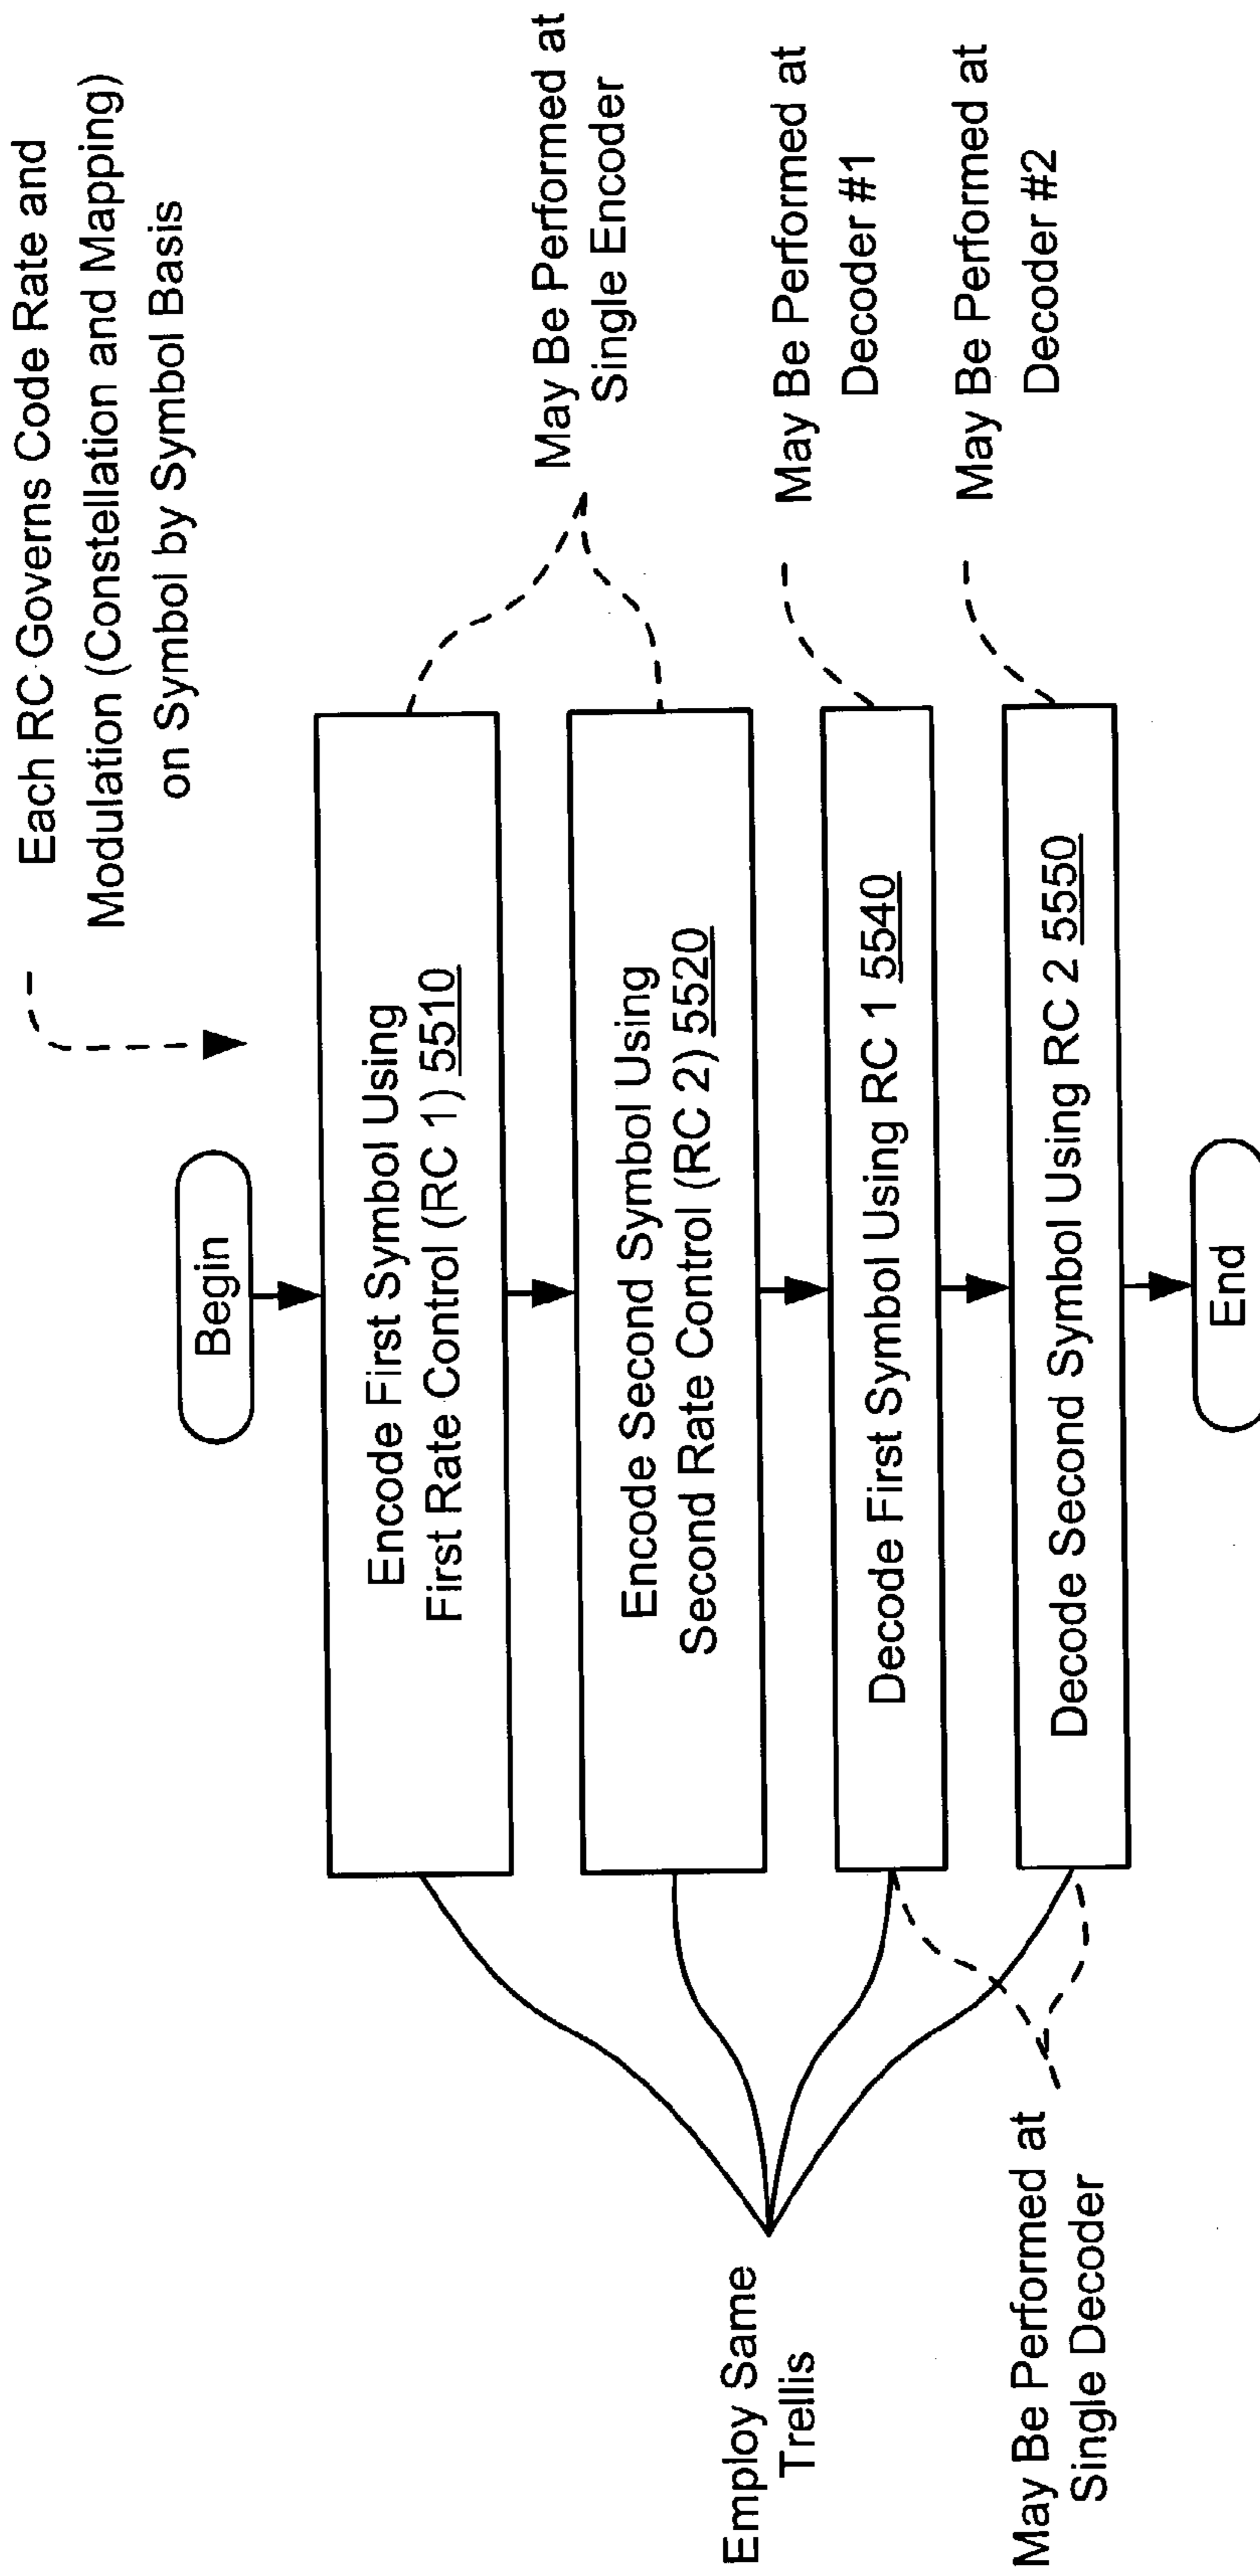 Each RC Governs Code Rate and
Modulation (Constellation and Mapping)
on Symbol by Symbol Basis
Begin
Encode First Symbol Using
First Rate Control (RC 1) 5510
May Be Performed at
Single Encoder
Encode Second Symbol Using
Second Rate Control (RC 2) 5520
Employ Same
Trellis
Decode First Symbol Using RC 1 5540
May Be Performed at
Decoder #1
Decode Second Symbol Using RC 2 5550
May Be Performed at
Decoder #2
May Be Performed at
Single Decoder
End